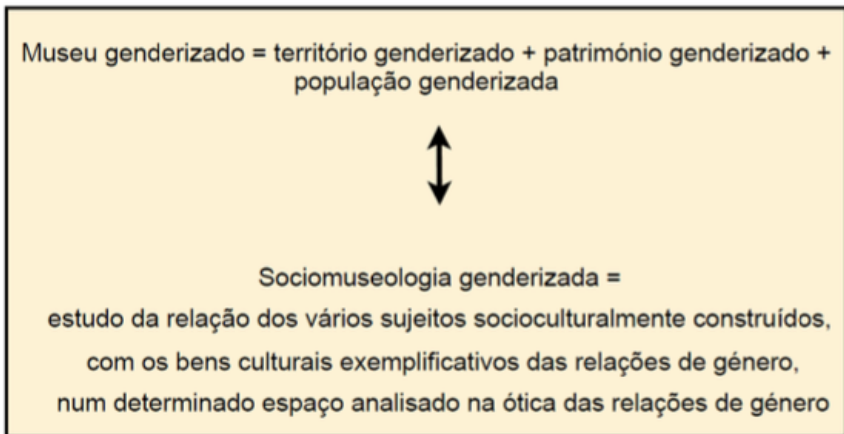 Museu genderizado = território genderizado + património genderizado +
população genderizada
Sociomuseologia genderizada =
estudo da relação dos vários sujeitos socioculturalmente construídos,
com os bens culturais exemplificativos das relações de género,
num determinado espaço analisado na ótica das relações de género